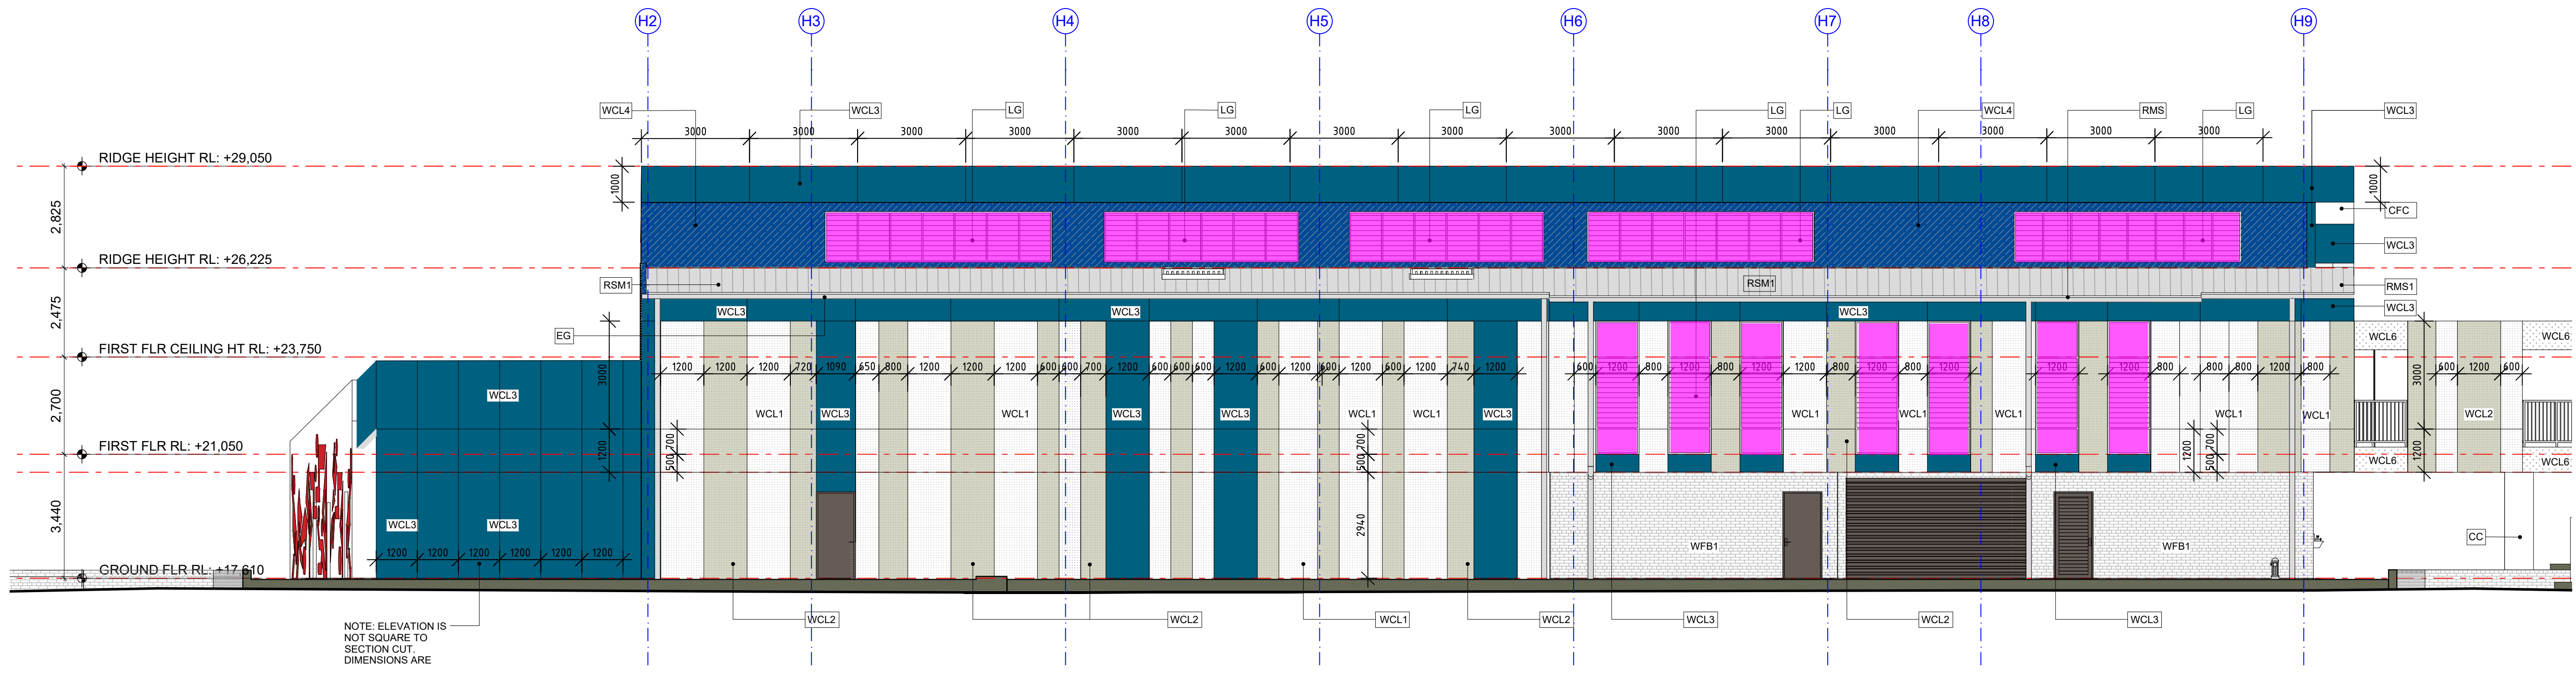 H2 H3 H4 H5 H6 H7 H8 H9
WCL4 WCL3 LG LG LG LG LG WCL4 RMS LG WCL3
3000 3000 3000 3000 3000 3000 3000 3000 3000 3000 3000 3000 3000 3000 3000
RIDGE HEIGHT RL: +29,050
1000 1000
2,825
CFC
WCL3
RIDGE HEIGHT RL: +26,225
RSM1 RSM1 RMS1
2,475
WCL3 WCL3 WCL3 WCL3
EG
WCL6 WCL6
FIRST FLR CEILING HT RL: +23,750
3000 1200 1200 1200 720 1090 650 800 1200 1200 1200 600 600 700 1200 600 600 600 1200 600 1200 600 1200 600 1200 740 1200 600 1200 800 1200 800 1200 1200 800 1200 800 1200 1200 1200 800 800 800 1200 800 3000 600 1200 600
WCL3
2,700
WCL1 WCL3 WCL1 WCL3 WCL3 WCL1 WCL1 WCL3 WCL1 WCL1 WCL1 WCL1 WCL1 WCL2
FIRST FLR RL: +21,050
1200 700 500 700 500 1200 700 500 1200
WCL6 WCL6
3,440
WCL3 WCL3
2940
WFB1 WFB1
CC
1200 1200 1200 1200 1200 1200
GROUND FLR RL: +17,610
WCL2 WCL2 WCL1 WCL2 WCL3 WCL2 WCL3
NOTE: ELEVATION IS
NOT SQUARE TO
SECTION CUT.
DIMENSIONS ARE